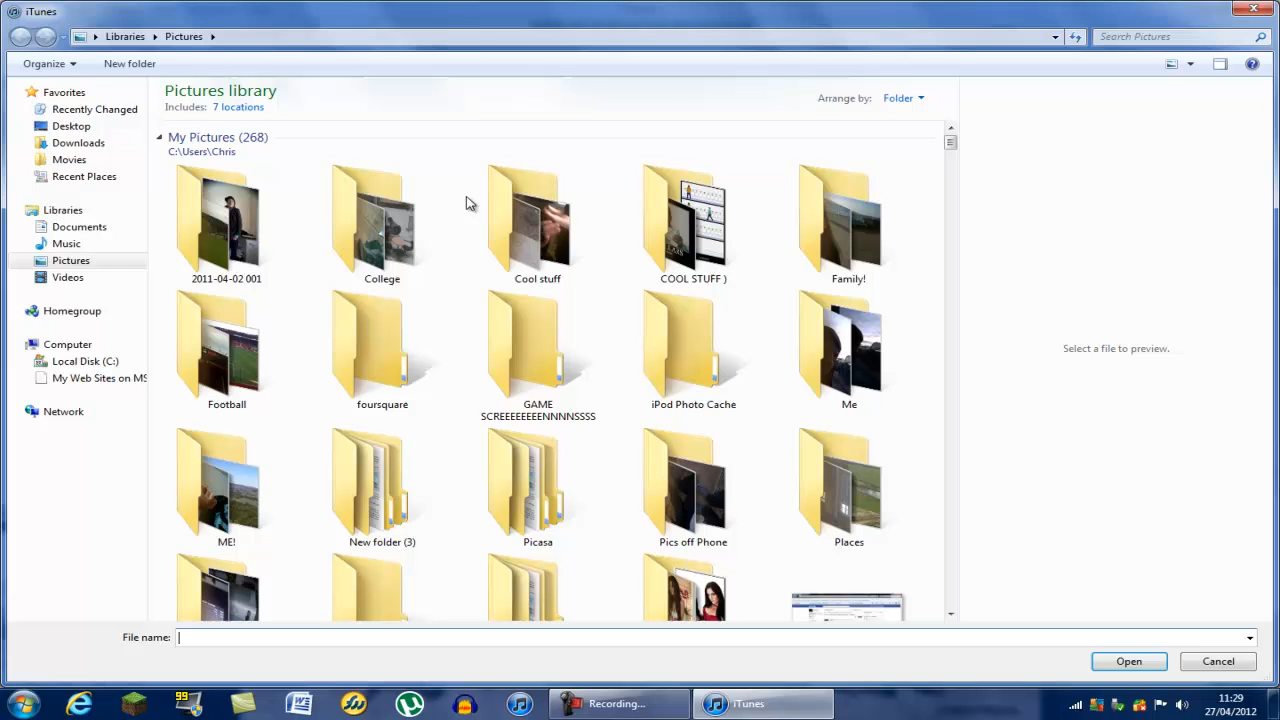 iTunes
Libraries
Pictures
Search Pictures
Organize
New folder
Favorites
Recently Changed
Desktop
Downloads
Movies
Recent Places
Libraries
Documents
Music
Pictures
Videos
Homegroup
Computer
Local Disk (C:)
My Web Sites on MS
Network
Pictures library
Includes: 7 locations
Arrange by: Folder
My Pictures (268)
C:\Users\Chris
2011-04-02 001
College
Cool stuff
COOL STUFF )
Family!
Football
foursquare
GAME
SCREEEEEEENNNNSSSS
iPod Photo Cache
Me
ME!
New folder (3)
Picasa
Pics off Phone
Places
Select a file to preview.
File name:
Open
Cancel
99
Recording...
iTunes
11:29
27/04/2012